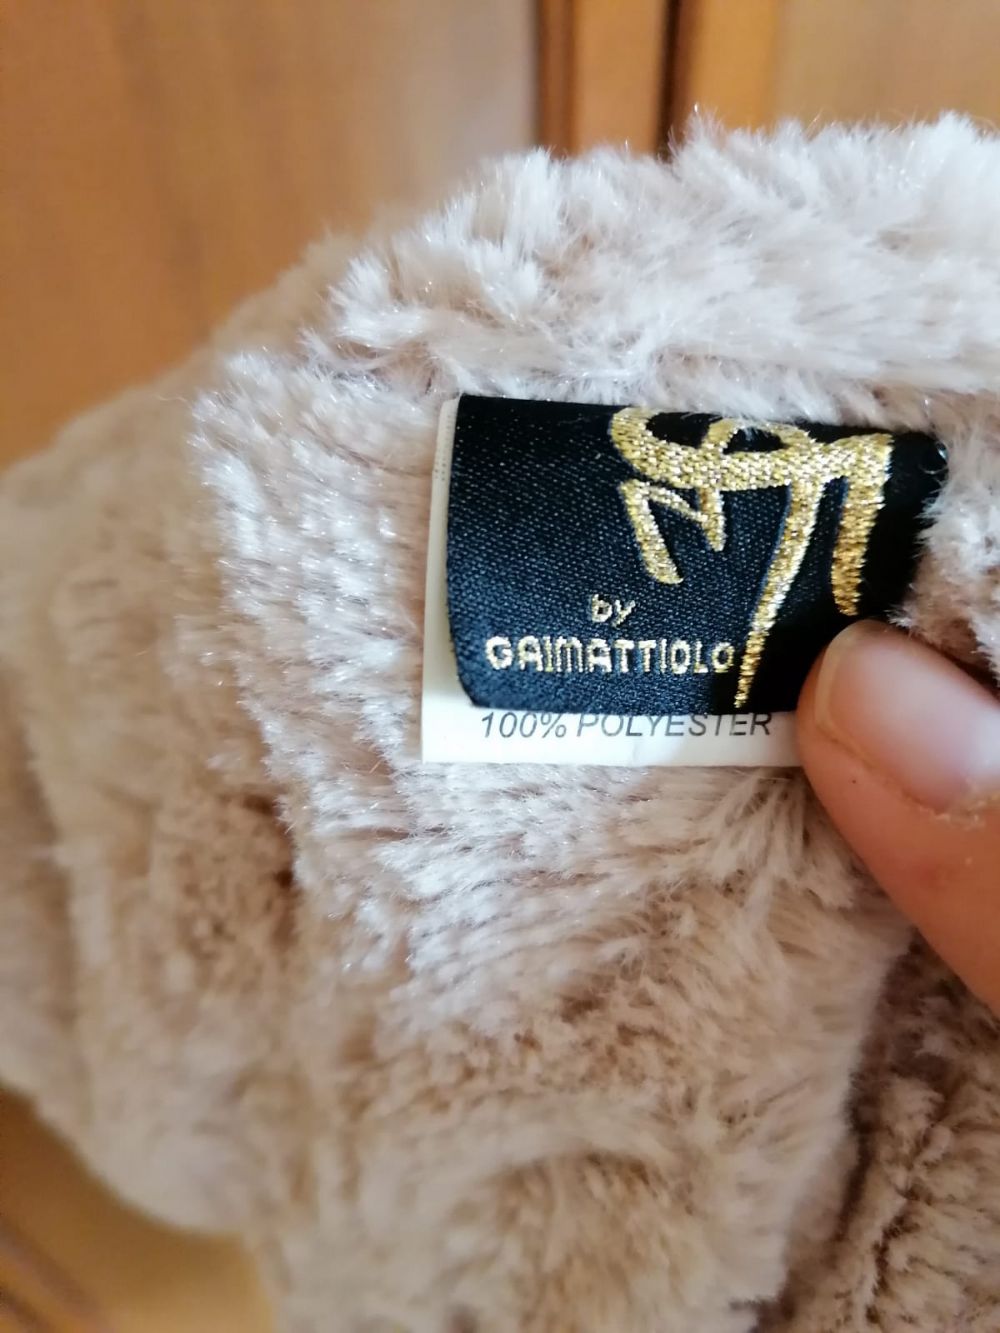 by
GAIMATTIOLO
100% POLYESTER